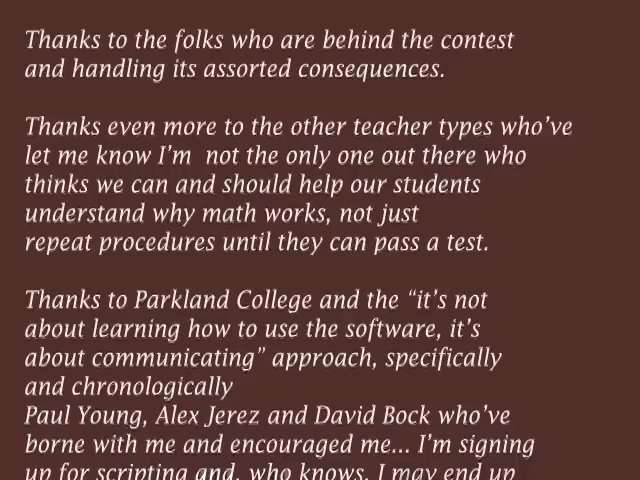 Thanks to the folks who are behind the contest
and handling its assorted consequences.
Thanks even more to the other teacher types who’ve
let me know I’m  not the only one out there who
thinks we can and should help our students
understand why math works, not just
repeat procedures until they can pass a test.
Thanks to Parkland College and the “it’s not
about learning how to use the software, it’s
about communicating” approach, specifically
and chronologically
Paul Young, Alex Jerez and David Bock who’ve
borne with me and encouraged me... I’m signing
up for scripting and, who knows, I may end up